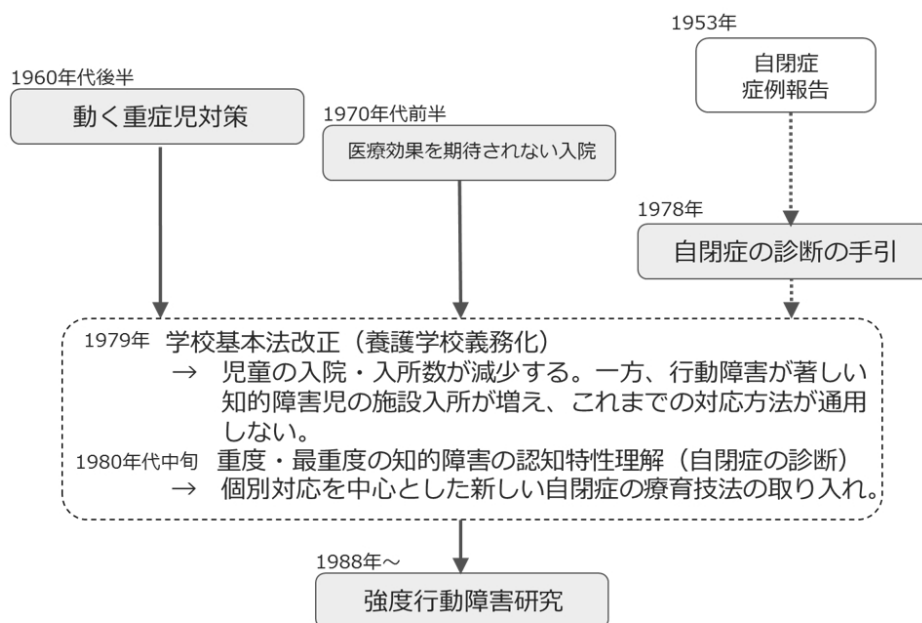 1953年
自閉症
症例報告
1960年代後半
動く重症児対策
1970年代前半
医療効果を期待されない入院
1978年
自閉症の診断の手引
1979年 学校基本法改正（養護学校義務化）
→ 児童の入院・入所数が減少する。一方、行動障害が著しい
知的障害児の施設入所が増え、これまでの対応方法が通用
しない。
1980年代中旬 重度・最重度の知的障害の認知特性理解（自閉症の診断）
→ 個別対応を中心とした新しい自閉症の療育技法の取り入れ。
1988年～
強度行動障害研究